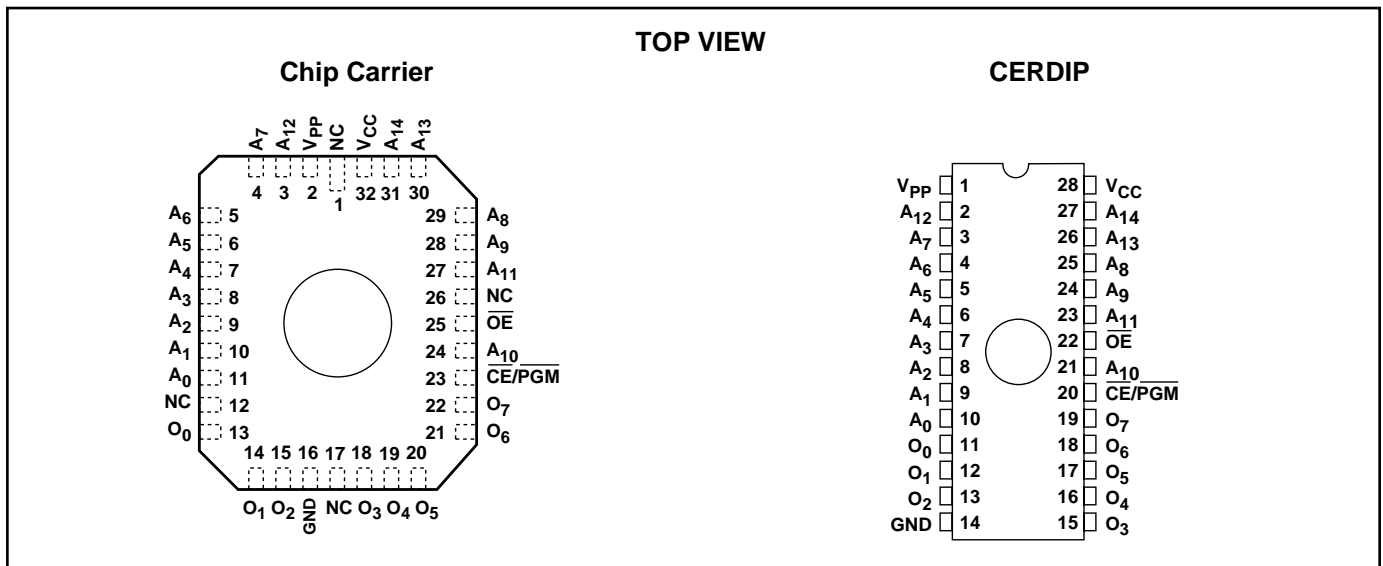 TOP VIEW
Chip Carrier
A7 A12 VPP NC VCC A14 A13
4 3 2 1 32 31 30
A6 5 29 A8
A5 6 28 A9
A4 7 27 A11
A3 8 26 NC
A2 9 25 OE
A1 10 24 A10
A0 11 23 CE/PGM
NC 12 22 O7
O0 13 21 O6
14 15 16 17 18 19 20
O1 O2 GND NC O3 O4 O5
CERDIP
VPP 1 28 VCC
A12 2 27 A14
A7 3 26 A13
A6 4 25 A8
A5 5 24 A9
A4 6 23 A11
A3 7 22 OE
A2 8 21 A10
A1 9 20 CE/PGM
A0 10 19 O7
O0 11 18 O6
O1 12 17 O5
O2 13 16 O4
GND 14 15 O3